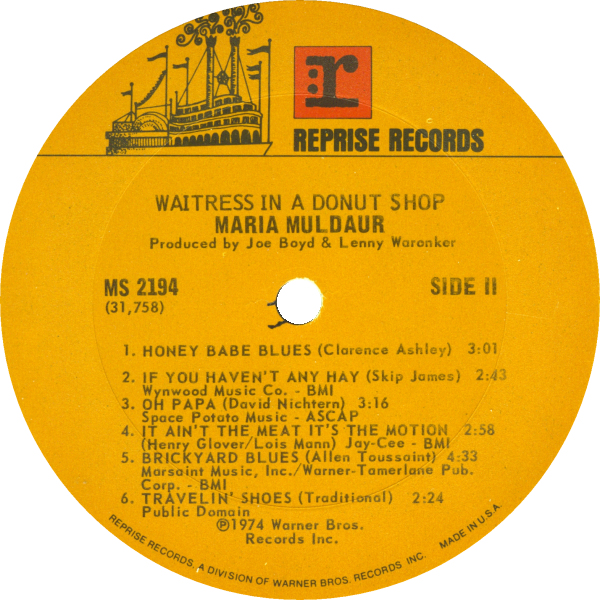 r
REPRISE RECORDS
WAITRESS IN A DONUT SHOP
MARIA MULDAUR
Produced by Joe Boyd & Lenny Waronker
MS 2194 SIDE II
(31,758)
1. HONEY BABE BLUES (Clarence Ashley) 3:01
2. IF YOU HAVEN'T ANY HAY (Skip James) 2:43
Wynwood Music Co. - BMI
3. OH PAPA (David Nichtern) 3:16
Space Potato Music - ASCAP
4. IT AIN'T THE MEAT IT'S THE MOTION 2:58
(Henry Glover/Lois Mann) Jay-Cee - BMI
5. BRICKYARD BLUES (Allen Toussaint) 4:33
Marsaint Music, Inc./Warner-Tamerlane Pub.
Corp. - BMI
6. TRAVELIN' SHOES (Traditional) 2:24
Public Domain
℗1974 Warner Bros.
Records Inc.
REPRISE RECORDS, A DIVISION OF WARNER BROS. RECORDS INC. MADE IN U.S.A.